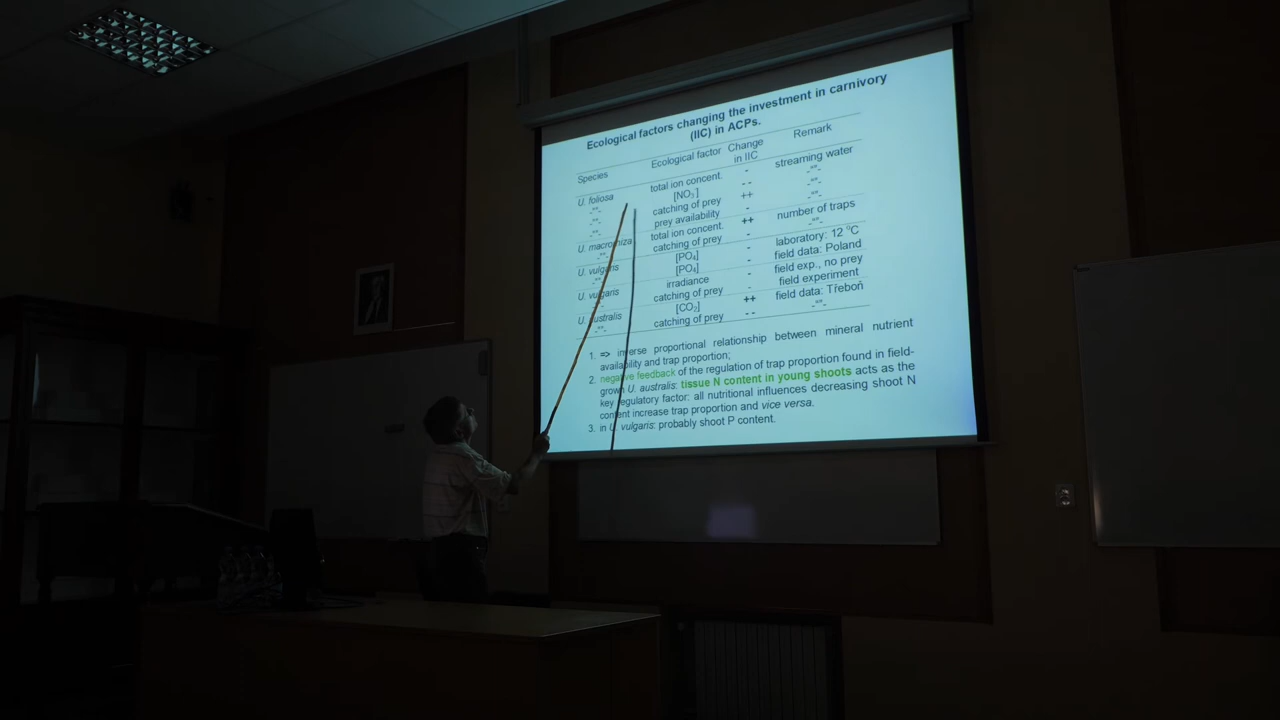 Ecological factors changing the investment in carnivory
(IIC) in ACPs.
Species Ecological factor Change in IIC Remark
U. foliosa total ion concent. - streaming water
-"- [NO₃⁻] -- -"-
-"- catching of prey ++ -"-
-"- prey availability - -"-
U. macrorhiza total ion concent. ++ number of traps
-"- catching of prey - -"-
U. vulgaris [PO₄] - laboratory: 12 °C
-"- [PO₄] - field data: Poland
U. vulgaris irradiance - field exp., no prey
-"- catching of prey - field experiment
U. australis [CO₂] ++ field data: Třeboň
-"- catching of prey -- -"-
1. => inverse proportional relationship between mineral nutrient
availability and trap proportion;
2. negative feedback of the regulation of trap proportion found in field-
grown U. australis: tissue N content in young shoots acts as the
key regulatory factor: all nutritional influences decreasing shoot N
content increase trap proportion and vice versa.
3. in U. vulgaris: probably shoot P content.